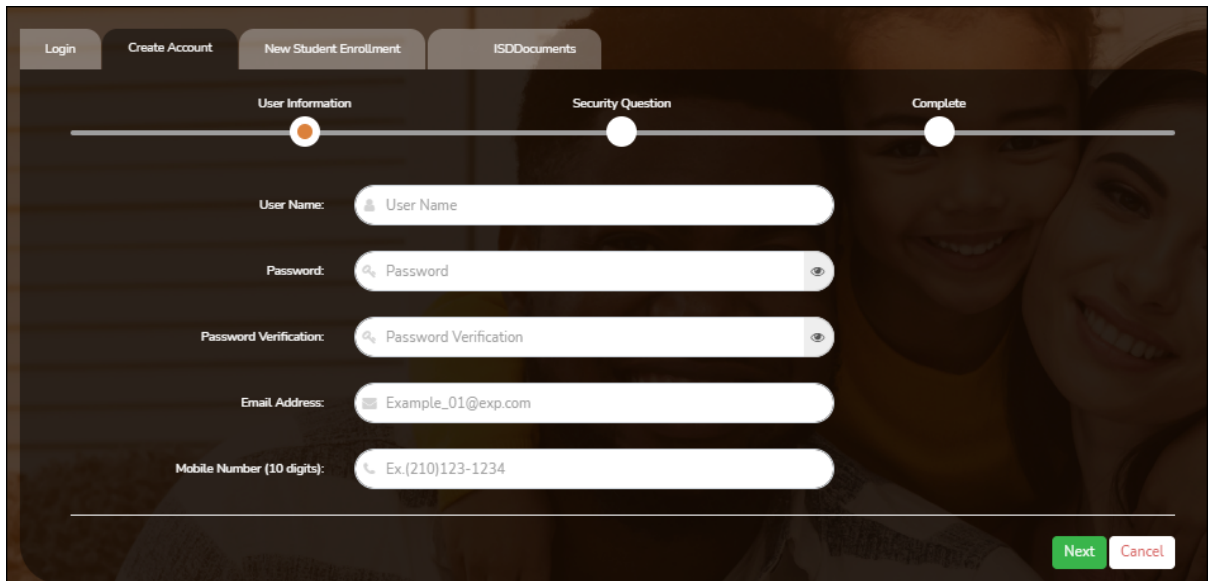 Login Create Account New Student Enrollment ISDDocuments
User Information Security Question Complete
User Name: User Name
Password: Password
Password Verification: Password Verification
Email Address: Example_01@exp.com
Mobile Number (10 digits): Ex.(210)123-1234
Next Cancel